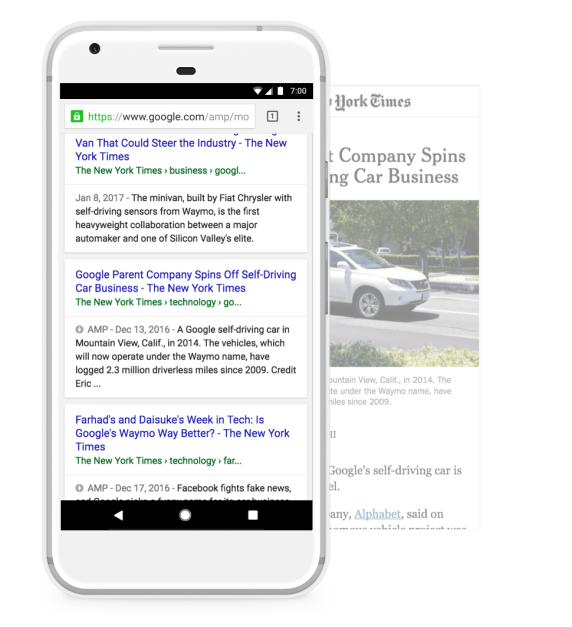 7:00
https://www.google.com/amp/mo
1
Van That Could Steer the Industry - The New
York Times
The New York Times › business › googl...
Jan 8, 2017 - The minivan, built by Fiat Chrysler with
self-driving sensors from Waymo, is the first
heavyweight collaboration between a major
automaker and one of Silicon Valley's elite.
Google Parent Company Spins Off Self-Driving
Car Business - The New York Times
The New York Times › technology › go...
AMP - Dec 13, 2016 - A Google self-driving car in
Mountain View, Calif., in 2014. The vehicles, which
will now operate under the Waymo name, have
logged 2.3 million driverless miles since 2009. Credit
Eric ...
Farhad's and Daisuke's Week in Tech: Is
Google's Waymo Way Better? - The New York
Times
The New York Times › technology › far...
AMP - Dec 17, 2016 - Facebook fights fake news,
York Times
Company Spins
Car Business
View, Calif., in 2014. The
under the Waymo name, have
miles since 2009.
Google's self-driving car is
Alphabet, said on